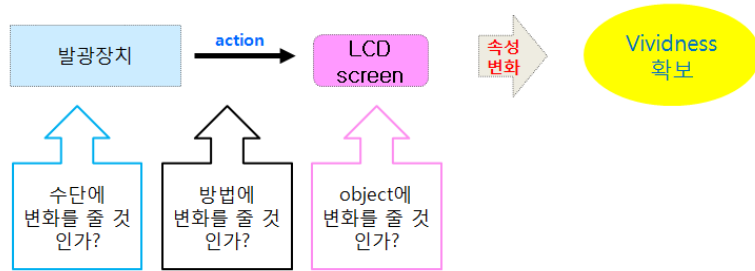 발광장치
action
LCD
screen
속성
변화
Vividness
확보
수단에
변화를 줄 것
인가?
방법에
변화를 줄 것
인가?
object에
변화를 줄 것
인가?